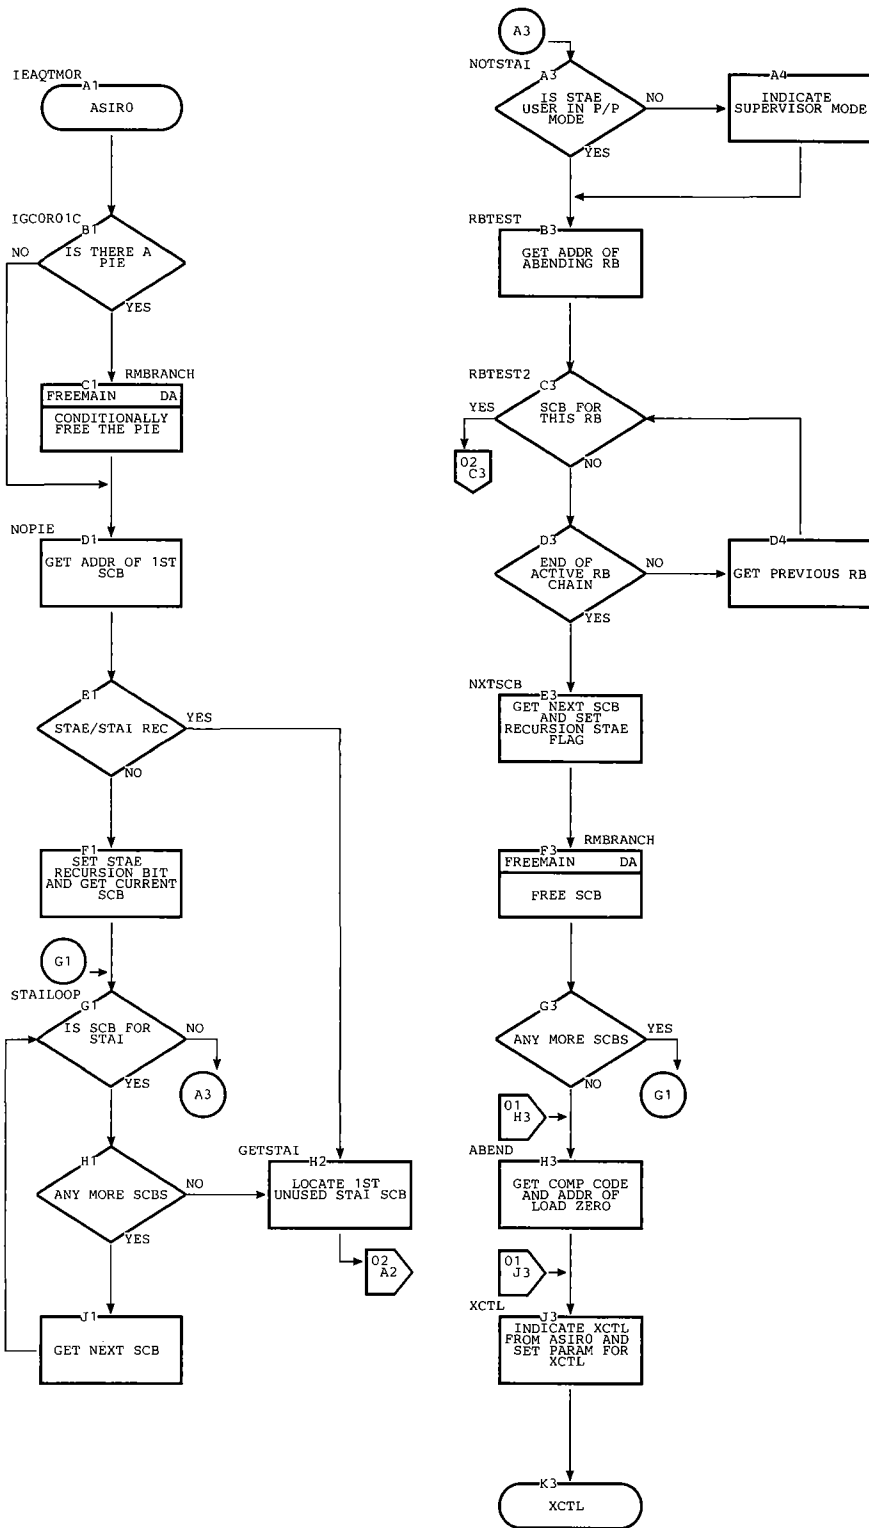 IEAQTMOR
A1
ASIR0
IGC0R01C
B1
IS THERE A
PIE
NO
YES
RMBRANCH
C1
FREEMAIN DA
CONDITIONALLY
FREE THE PIE
NOPIE
D1
GET ADDR OF 1ST
SCB
E1
STAE/STAI REC
YES
NO
F1
SET STAE
RECURSION BIT
AND GET CURRENT
SCB
G1
STAILOOP
G1
IS SCB FOR
STAI
NO
YES
A3
H1
ANY MORE SCBS
NO
YES
GETSTAI
H2
LOCATE 1ST
UNUSED STAI SCB
02
A2
J1
GET NEXT SCB
A3
NOTSTAI
A3
IS STAE
USER IN P/P
MODE
NO
YES
A4
INDICATE
SUPERVISOR MODE
RBTEST
B3
GET ADDR OF
ABENDING RB
RBTEST2
C3
SCB FOR
THIS RB
YES
NO
02
C3
D3
END OF
ACTIVE RB
CHAIN
NO
YES
D4
GET PREVIOUS RB
NXTSCB
E3
GET NEXT SCB
AND SET
RECURSION STAE
FLAG
RMBRANCH
F3
FREEMAIN DA
FREE SCB
G3
ANY MORE SCBS
YES
NO
G1
01
H3
ABEND
H3
GET COMP CODE
AND ADDR OF
LOAD ZERO
01
J3
XCTL
J3
INDICATE XCTL
FROM ASIR0 AND
SET PARAM FOR
XCTL
K3
XCTL